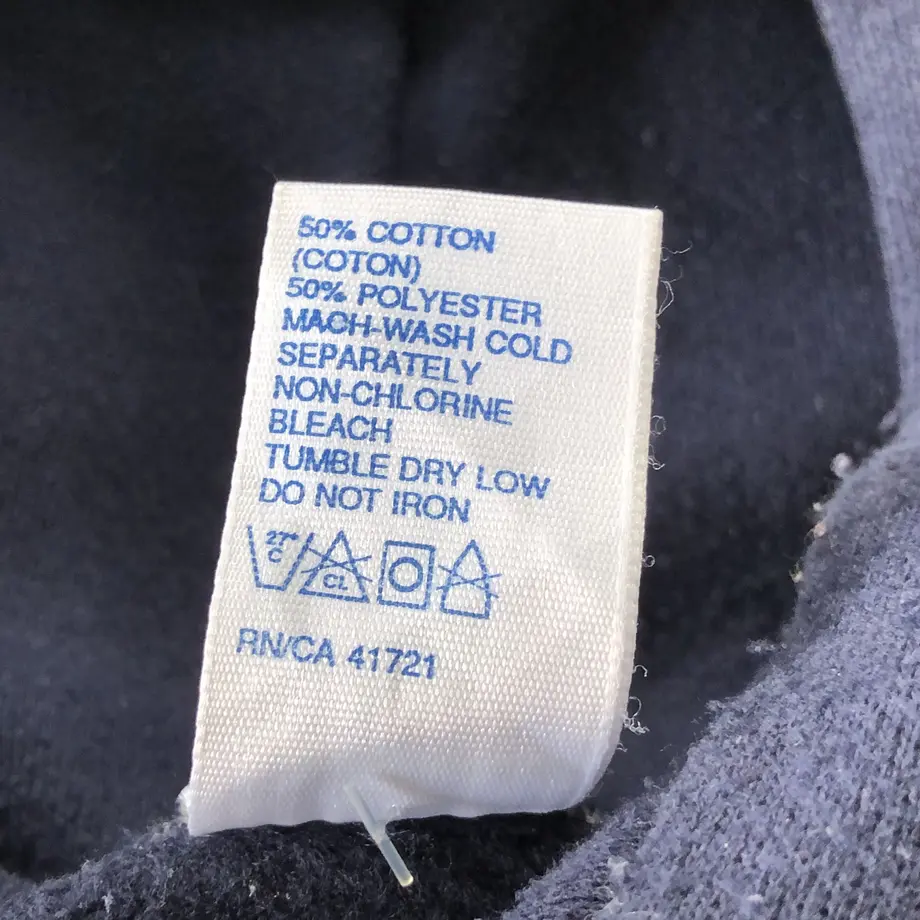 50% COTTON
(COTON)
50% POLYESTER
MACH-WASH COLD
SEPARATELY
NON-CHLORINE
BLEACH
TUMBLE DRY LOW
DO NOT IRON
27°
C
CL
RN/CA 41721